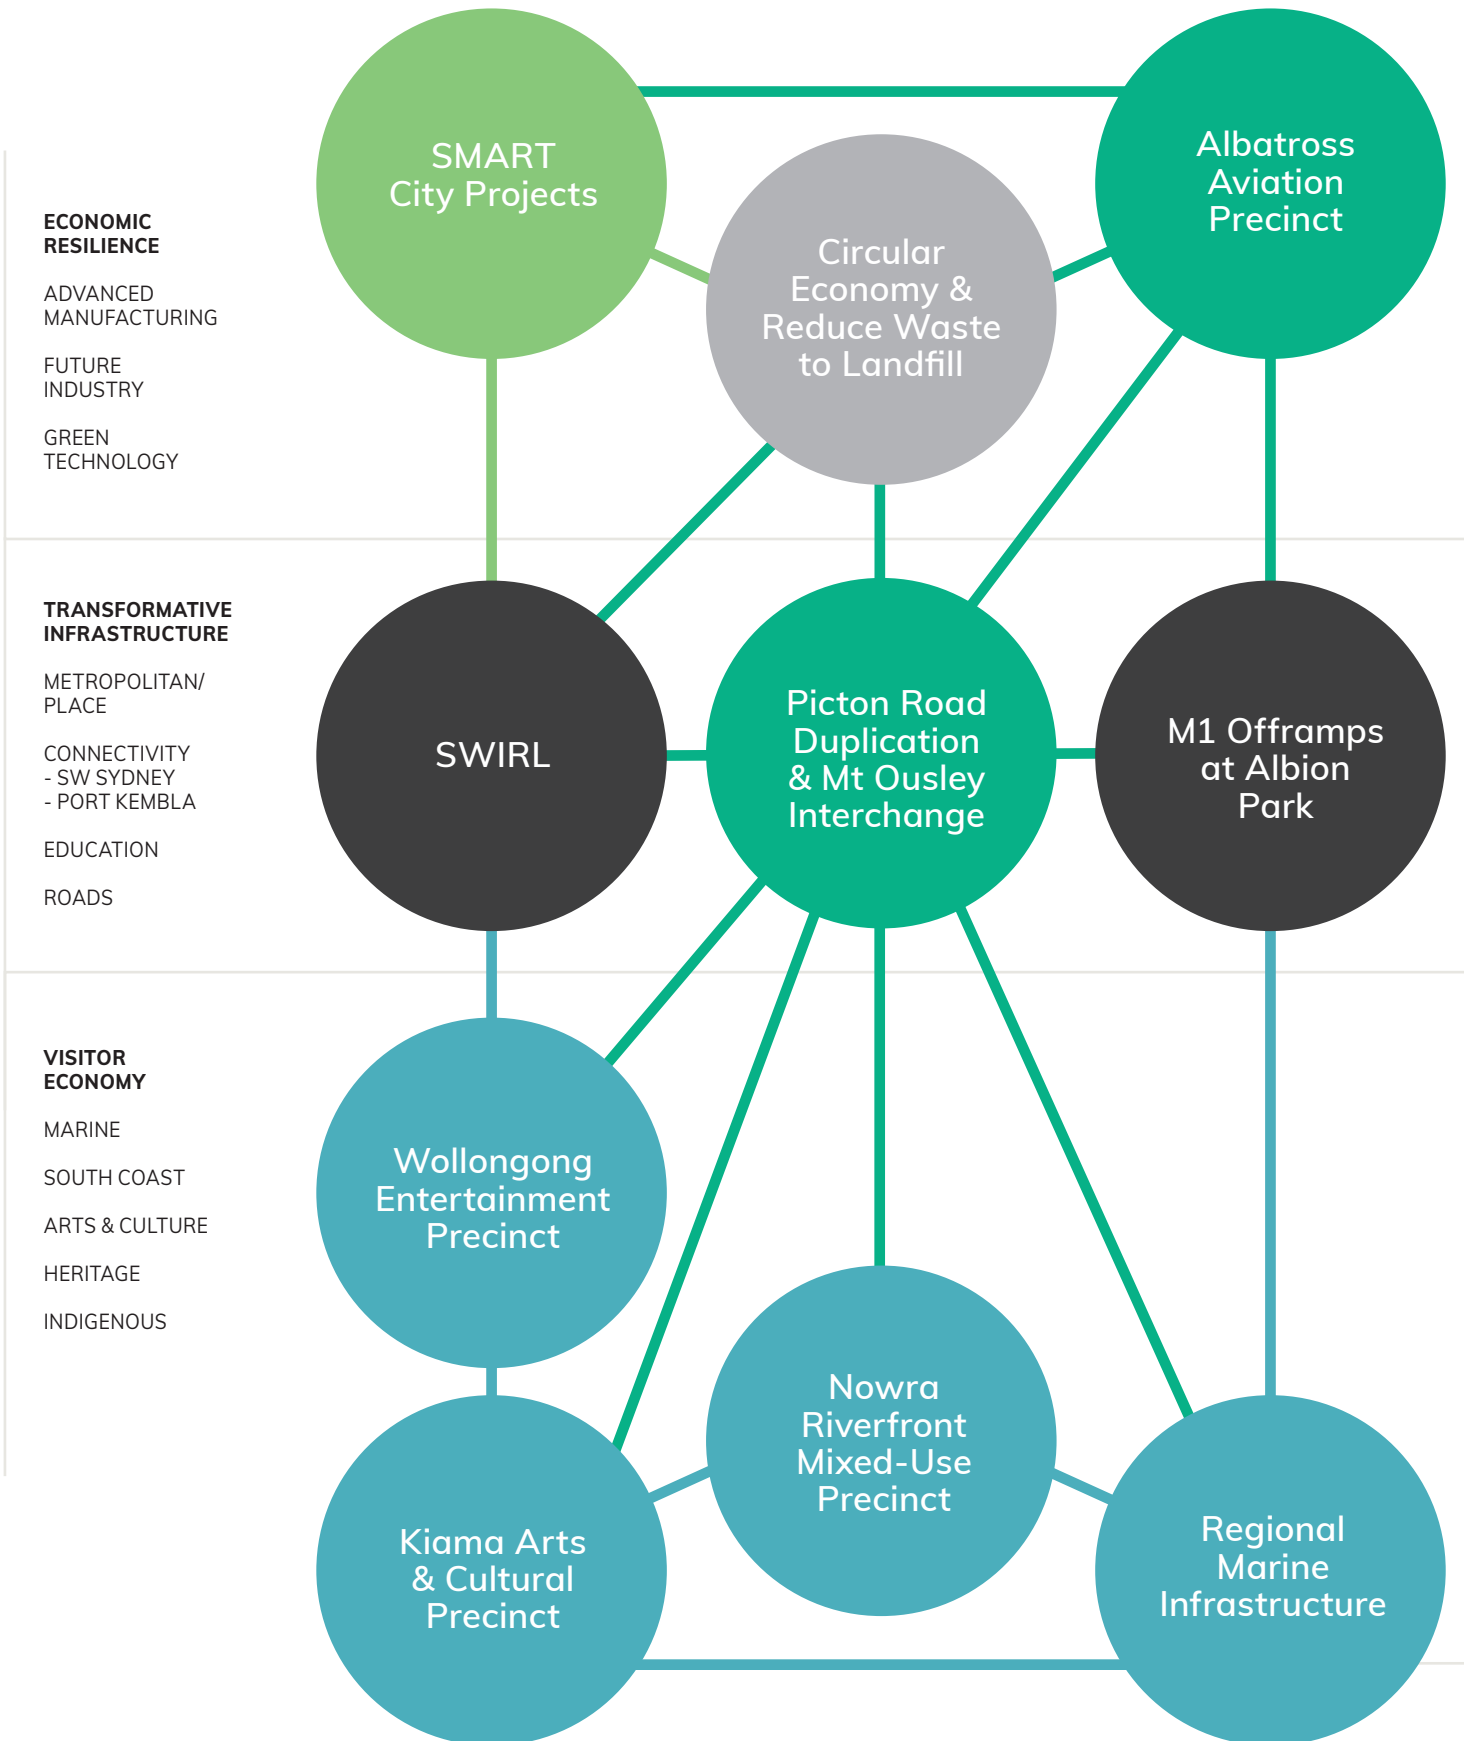 SMART
City Projects
Albatross
Aviation
Precinct
Circular
Economy &
Reduce Waste
to Landfill
ECONOMIC
RESILIENCE
ADVANCED
MANUFACTURING
FUTURE
INDUSTRY
GREEN
TECHNOLOGY
TRANSFORMATIVE
INFRASTRUCTURE
METROPOLITAN/
PLACE
CONNECTIVITY
- SW SYDNEY
- PORT KEMBLA
EDUCATION
ROADS
SWIRL
Picton Road
Duplication
& Mt Ousley
Interchange
M1 Offramps
at Albion
Park
VISITOR
ECONOMY
MARINE
SOUTH COAST
ARTS & CULTURE
HERITAGE
INDIGENOUS
Wollongong
Entertainment
Precinct
Nowra
Riverfront
Mixed-Use
Precinct
Kiama Arts
& Cultural
Precinct
Regional
Marine
Infrastructure